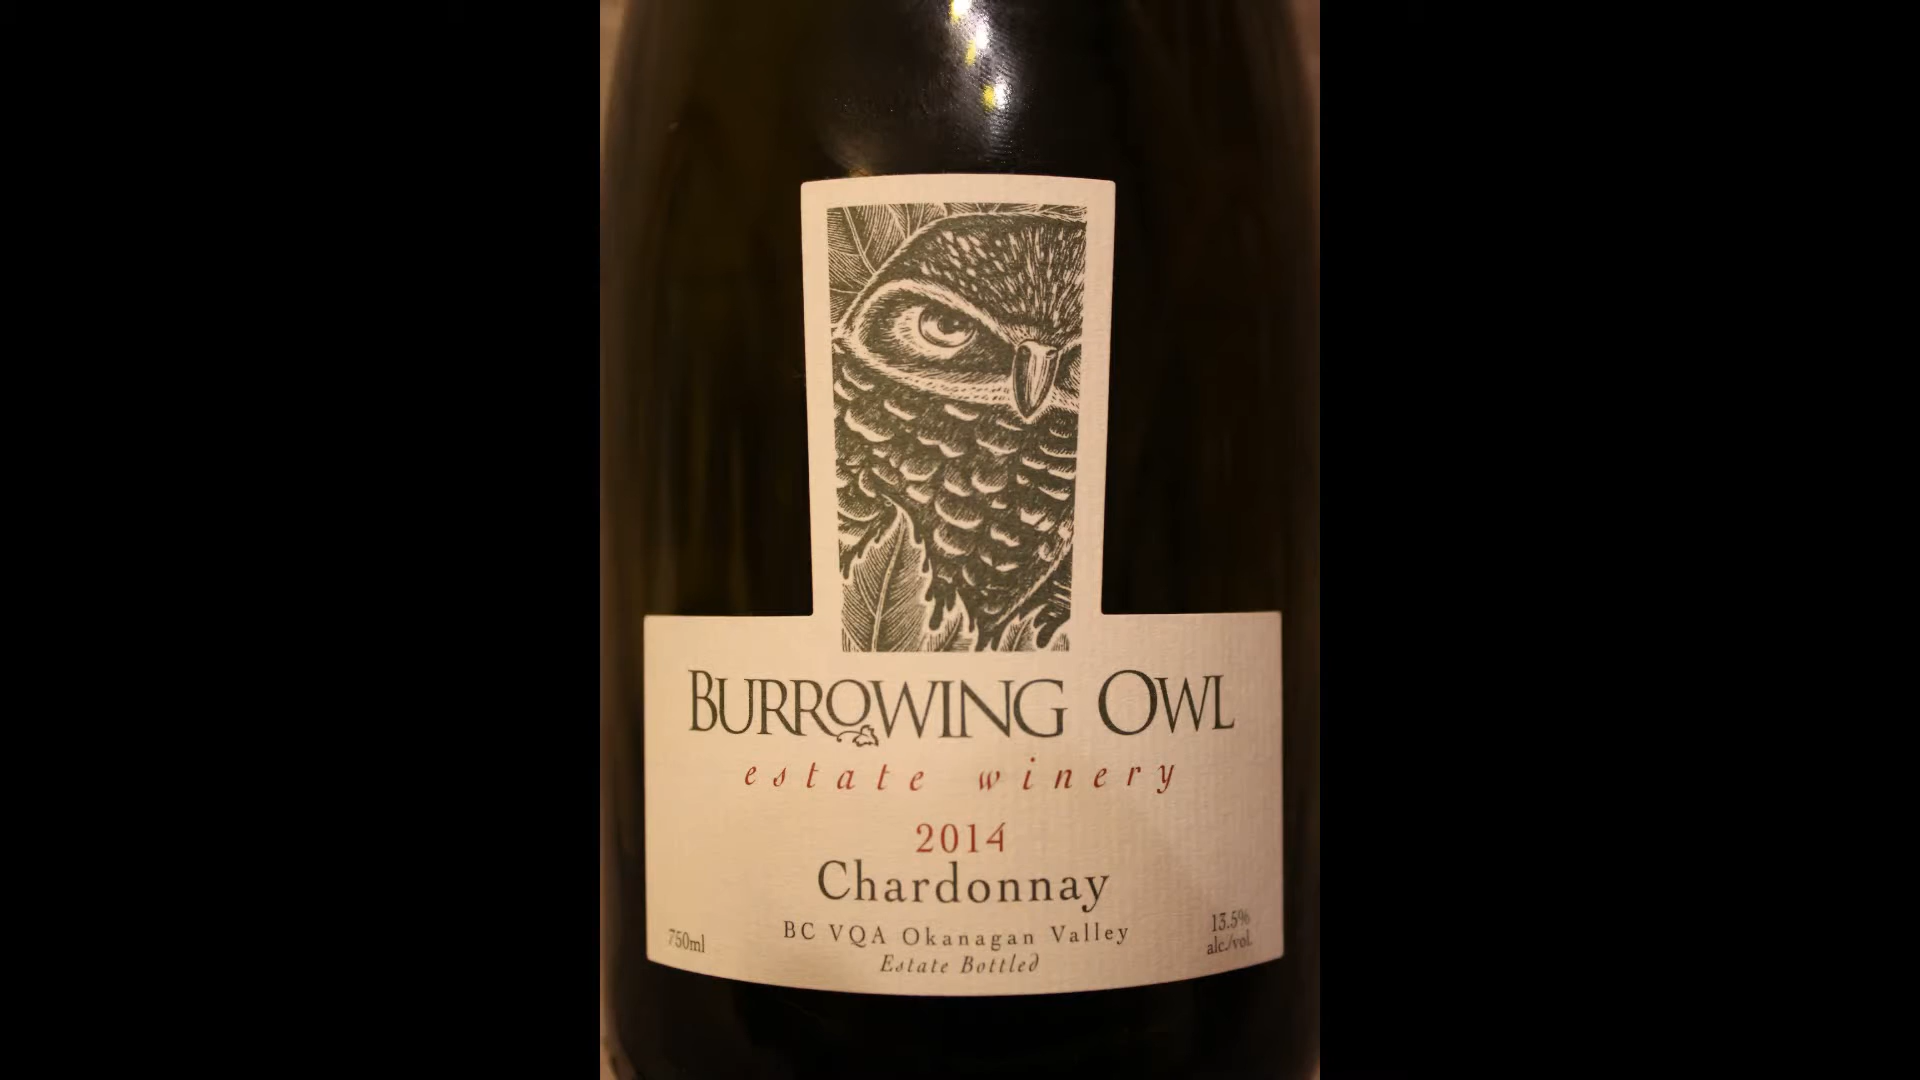 BURROWING OWL
estate winery
2014
Chardonnay
BC VQA Okanagan Valley
Estate Bottled
750ml
13.5%
alc./vol.